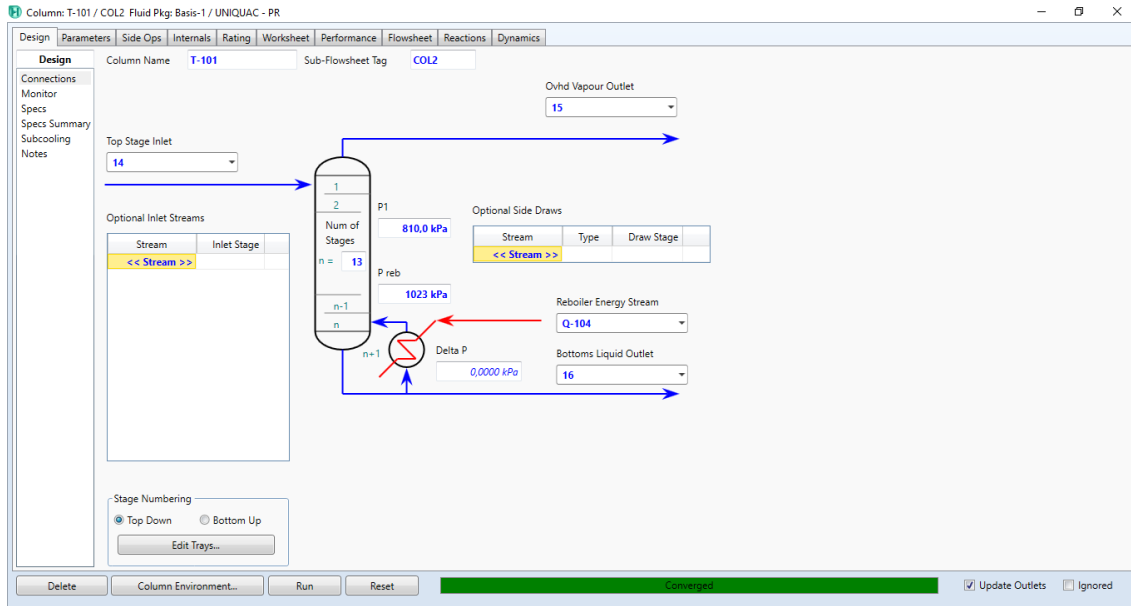 Column: T-101 / COL2 Fluid Pkg: Basis-1 / UNIQUAC - PR
Design Parameters Side Ops Internals Rating Worksheet Performance Flowsheet Reactions Dynamics
Design
Connections
Monitor
Specs
Specs Summary
Subcooling
Notes
Column Name T-101 Sub-Flowsheet Tag COL2
Ovhd Vapour Outlet
15
Top Stage Inlet
14
1
2
Num of
Stages
n = 13
n-1
n
n+1
P1
810,0 kPa
P reb
1023 kPa
Delta P
0,0000 kPa
Optional Inlet Streams
Stream Inlet Stage
<< Stream >>
Optional Side Draws
Stream Type Draw Stage
<< Stream >>
Reboiler Energy Stream
Q-104
Bottoms Liquid Outlet
16
Stage Numbering
Top Down Bottom Up
Edit Trays...
Delete Column Environment... Run Reset Converged Update Outlets Ignored